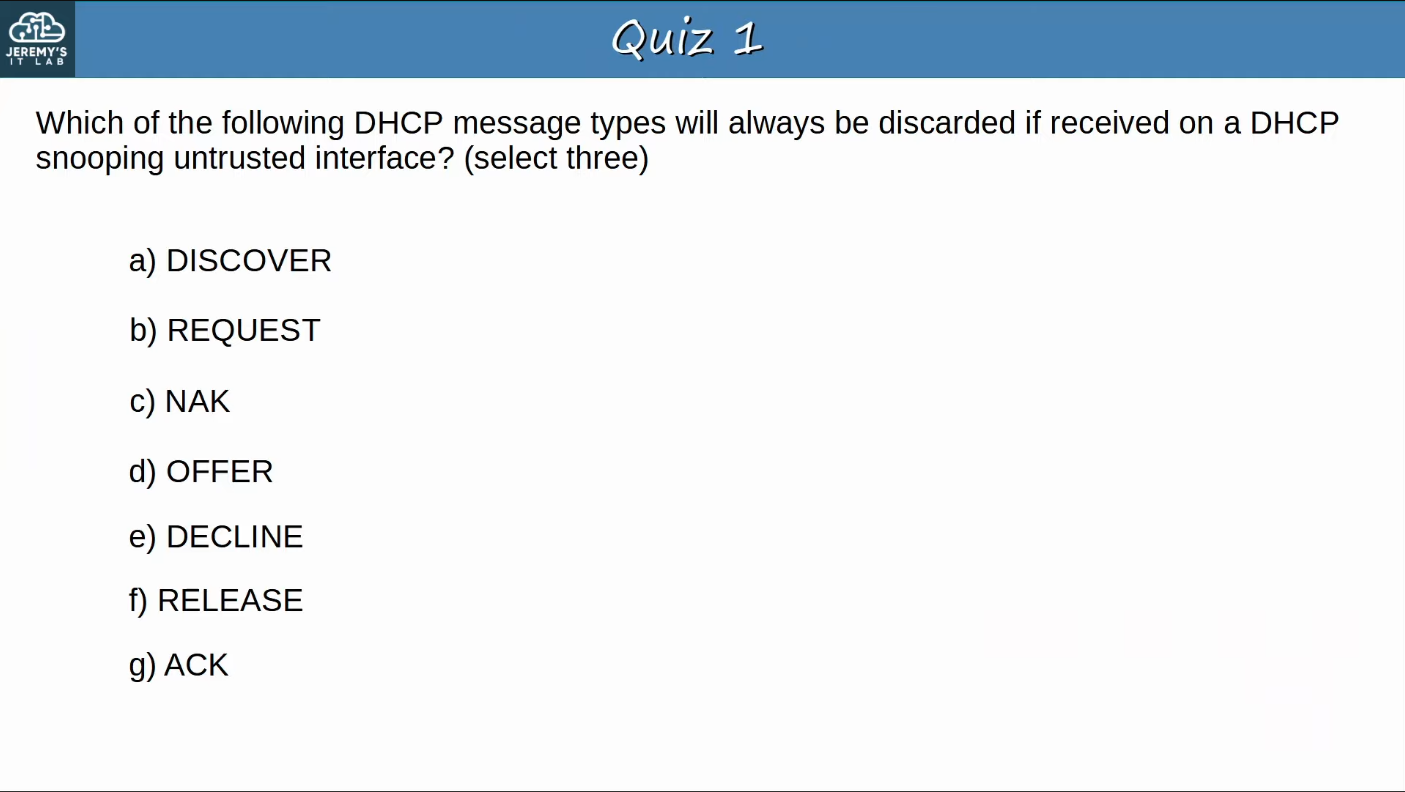 JEREMY'S
IT LAB
Quiz 1
Which of the following DHCP message types will always be discarded if received on a DHCP
snooping untrusted interface? (select three)
a) DISCOVER
b) REQUEST
c) NAK
d) OFFER
e) DECLINE
f) RELEASE
g) ACK